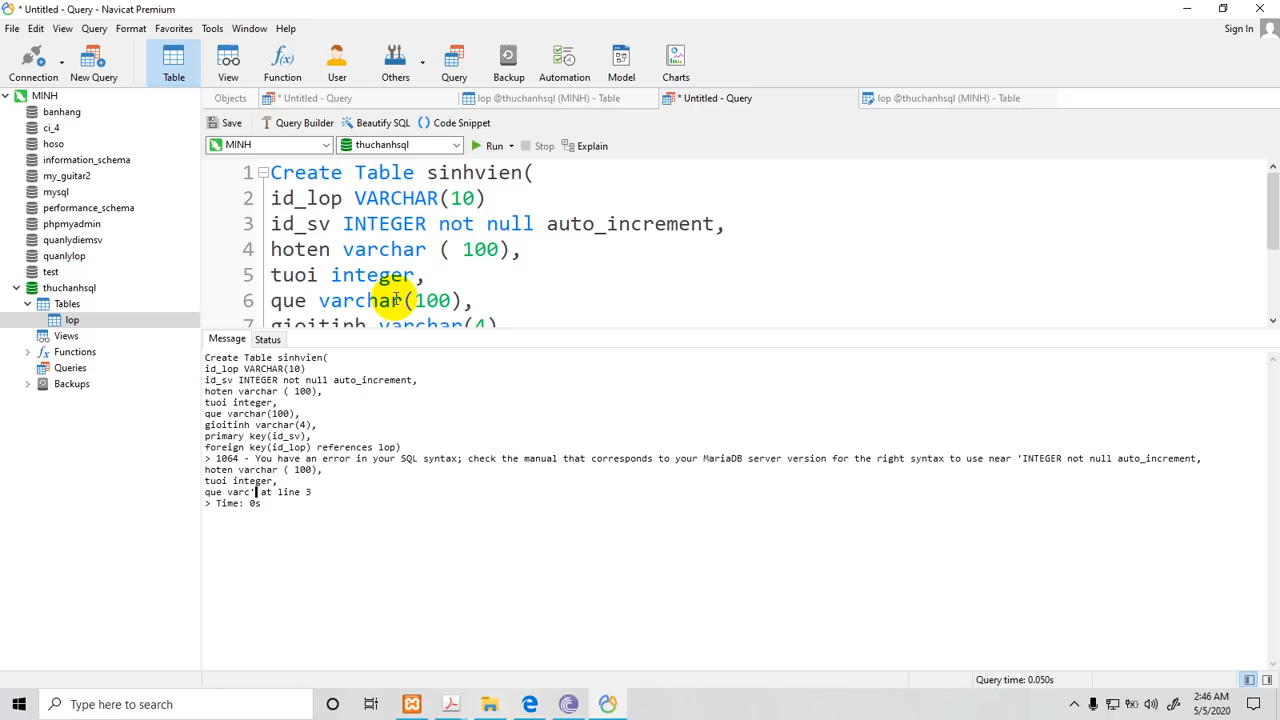 * Untitled - Query - Navicat Premium
File Edit View Query Format Favorites Tools Window Help
Sign In
Connection New Query Table View Function User Others Query Backup Automation Model Charts
MINH
banhang
ci_4
hoso
information_schema
my_guitar2
mysql
performance_schema
phpmyadmin
quanlydiemsv
quanlylop
test
thuchanhsql
Tables
lop
Views
Functions
Queries
Backups
Objects * Untitled - Query lop @thuchanhsql (MINH) - Table * Untitled - Query lop @thuchanhsql (MINH) - Table
Save Query Builder Beautify SQL () Code Snippet
MINH thuchanhsql Run Stop Explain
1 Create Table sinhvien(
2 id_lop VARCHAR(10)
3 id_sv INTEGER not null auto_increment,
4 hoten varchar ( 100),
5 tuoi integer,
6 que varchar(100),
7 gioitinh varchar(4)
Message Status
Create Table sinhvien(
id_lop VARCHAR(10)
id_sv INTEGER not null auto_increment,
hoten varchar ( 100),
tuoi integer,
que varchar(100),
gioitinh varchar(4),
primary key(id_sv),
foreign key(id_lop) references lop)
> 1064 - You have an error in your SQL syntax; check the manual that corresponds to your MariaDB server version for the right syntax to use near 'INTEGER not null auto_increment,
hoten varchar ( 100),
tuoi integer,
que varc' at line 3
> Time: 0s
Query time: 0.050s
Type here to search
2:46 AM
5/5/2020